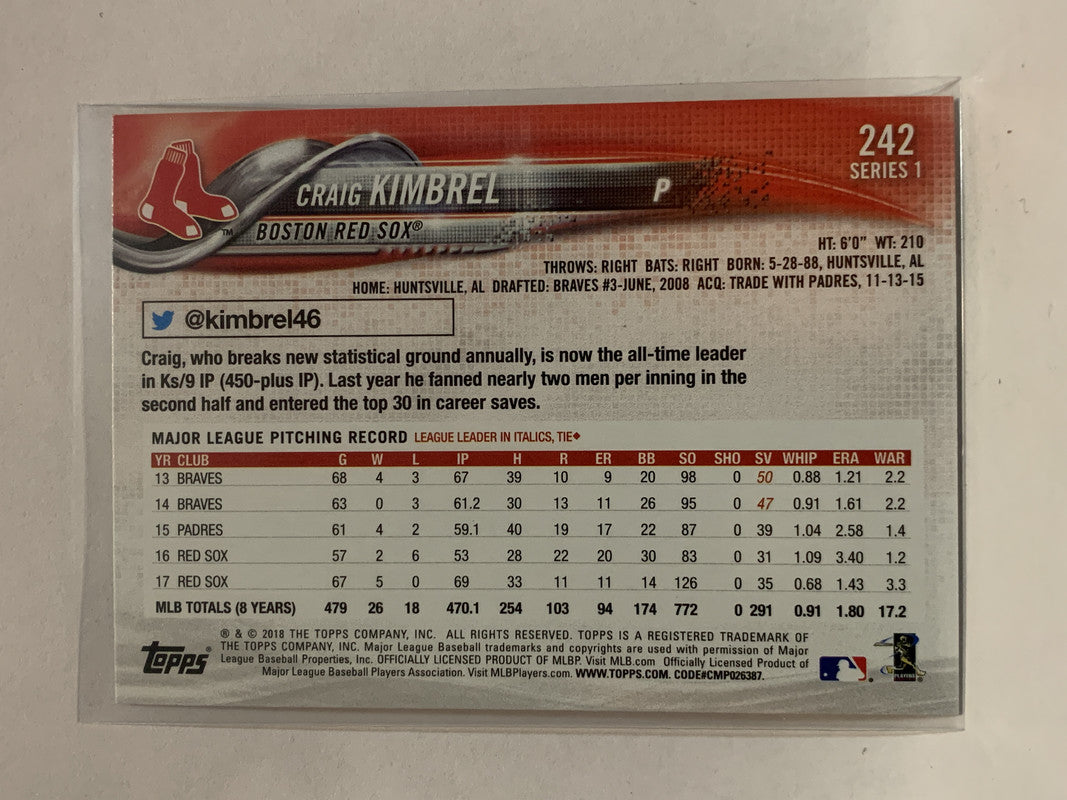 242
SERIES 1
CRAIG KIMBREL P
™ BOSTON RED SOX®
HT: 6'0" WT: 210
THROWS: RIGHT BATS: RIGHT BORN: 5-28-88, HUNTSVILLE, AL
HOME: HUNTSVILLE, AL DRAFTED: BRAVES #3-JUNE, 2008 ACQ: TRADE WITH PADRES, 11-13-15
@kimbrel46
Craig, who breaks new statistical ground annually, is now the all-time leader
in Ks/9 IP (450-plus IP). Last year he fanned nearly two men per inning in the
second half and entered the top 30 in career saves.
MAJOR LEAGUE PITCHING RECORD LEAGUE LEADER IN ITALICS, TIE◆
YR CLUB G W L IP H R ER BB SO SHO SV WHIP ERA WAR
13 BRAVES 68 4 3 67 39 10 9 20 98 0 50 0.88 1.21 2.2
14 BRAVES 63 0 3 61.2 30 13 11 26 95 0 47 0.91 1.61 2.2
15 PADRES 61 4 2 59.1 40 19 17 22 87 0 39 1.04 2.58 1.4
16 RED SOX 57 2 6 53 28 22 20 30 83 0 31 1.09 3.40 1.2
17 RED SOX 67 5 0 69 33 11 11 14 126 0 35 0.68 1.43 3.3
MLB TOTALS (8 YEARS) 479 26 18 470.1 254 103 94 174 772 0 291 0.91 1.80 17.2
TOPPS®
® & © 2018 THE TOPPS COMPANY, INC. ALL RIGHTS RESERVED. TOPPS IS A REGISTERED TRADEMARK OF
THE TOPPS COMPANY, INC. Major League Baseball trademarks and copyrights are used with permission of Major
League Baseball Properties, Inc. OFFICIALLY LICENSED PRODUCT OF MLBP. Visit MLB.com Officially Licensed Product of
Major League Baseball Players Association. Visit MLBPlayers.com. WWW.TOPPS.COM. CODE#CMP026387.
PLAYERS